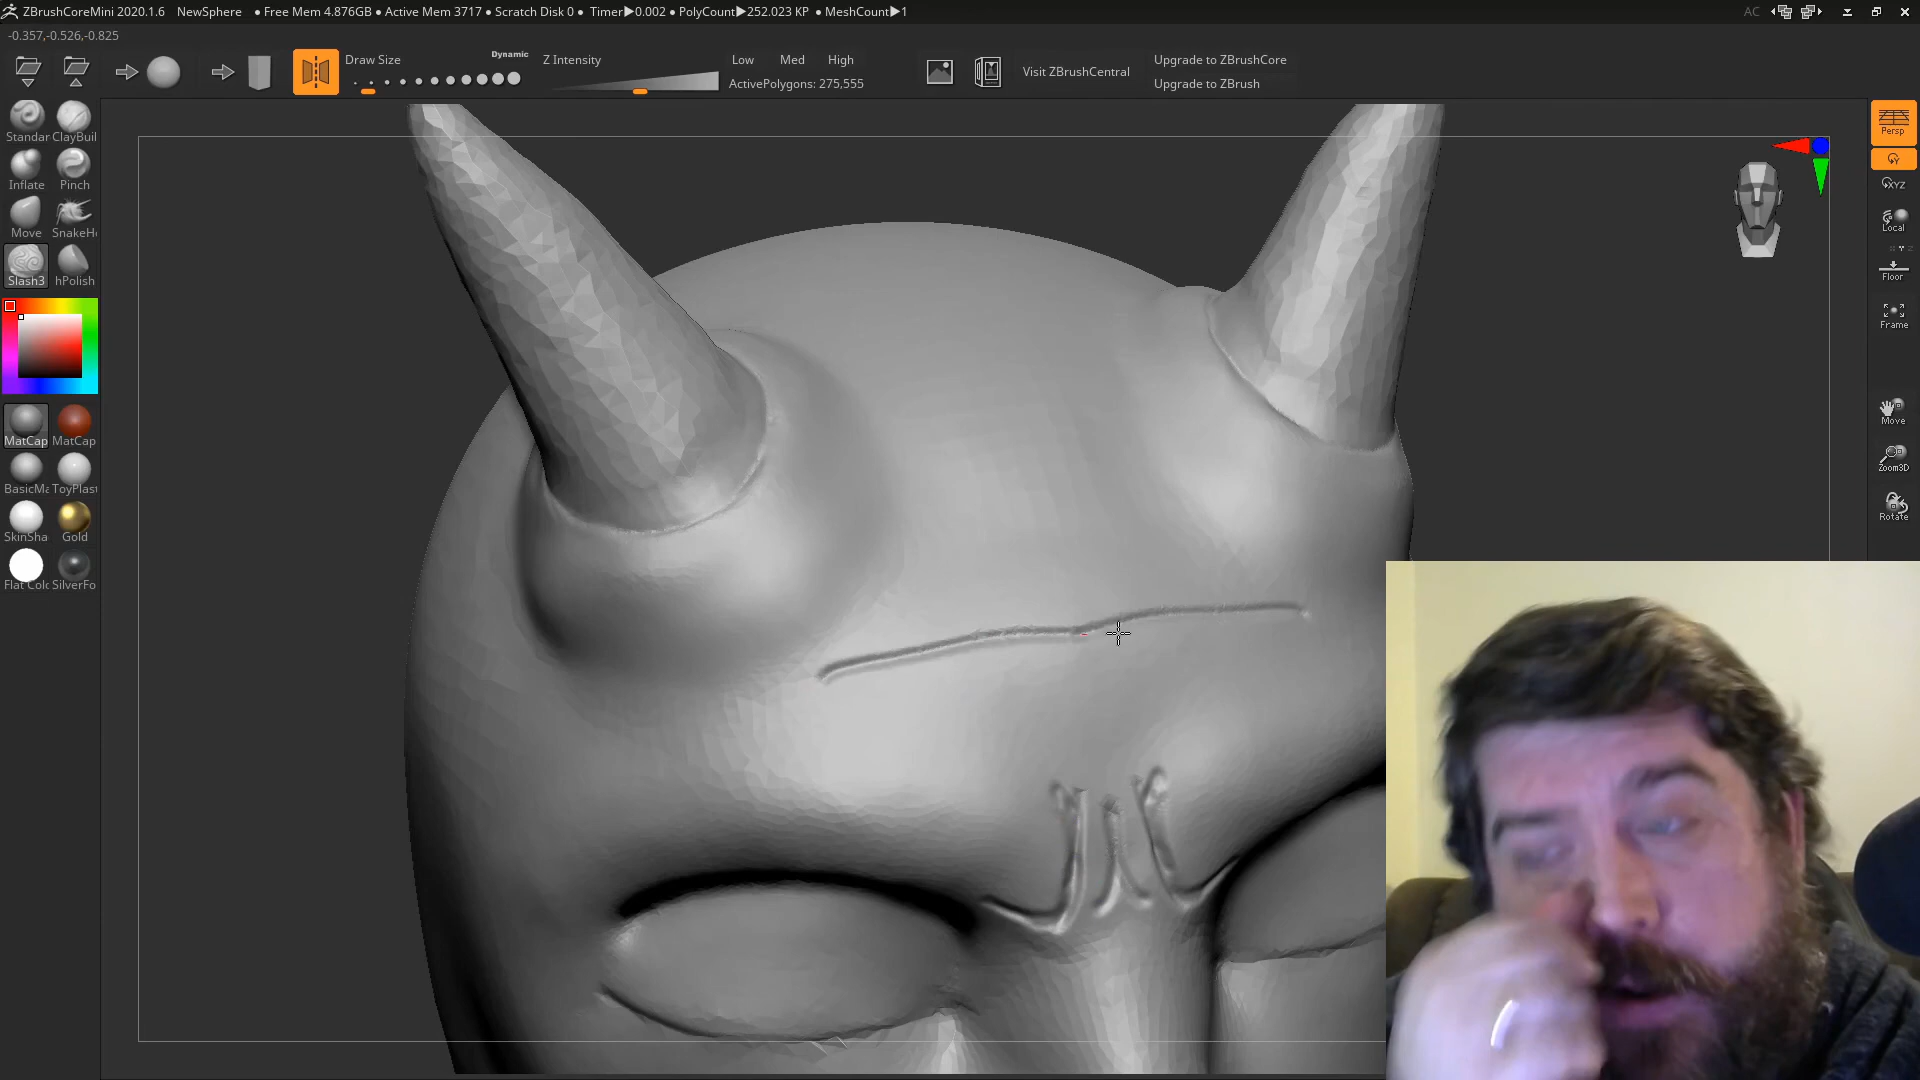 ZBrushCoreMini 2020.1.6 NewSphere • Free Mem 4.876GB • Active Mem 3717 • Scratch Disk 0 • Timer▶0.002 • PolyCount▶252.023 KP • MeshCount▶1 AC
-0.357,-0.526,-0.825
Dynamic
Draw Size
Z Intensity
Low Med High
ActivePolygons: 275,555
Visit ZBrushCentral
Upgrade to ZBrushCore
Upgrade to ZBrush
Standar ClayBuil
Inflate Pinch
Move SnakeH
Slash3 hPolish
MatCap MatCap
BasicMa ToyPlast
SkinSha Gold
Flat Colo SilverFo
Persp
Y
XYZ
Local
Floor
Frame
Move
Zoom3D
Rotate